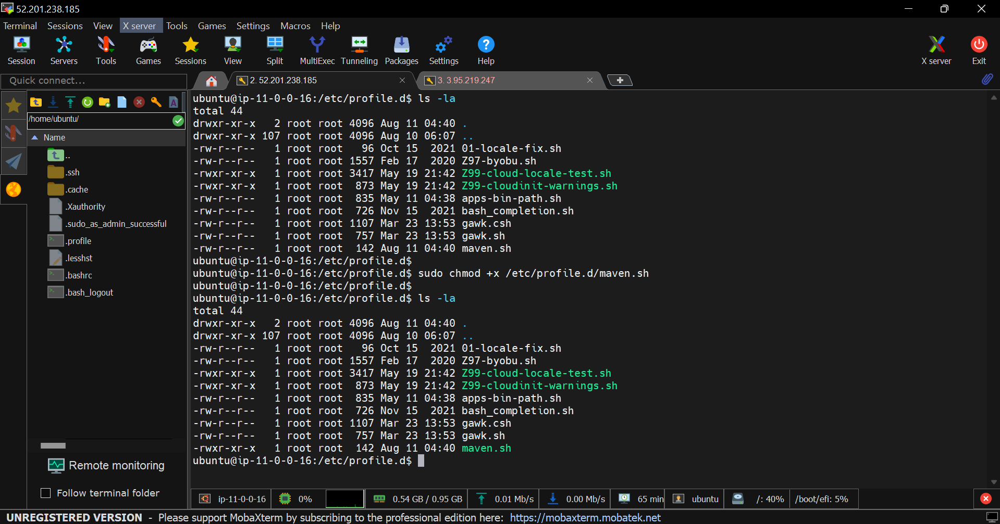 52.201.238.185
Terminal Sessions View X server Tools Games Settings Macros Help
Session Servers Tools Games Sessions View Split MultiExec Tunneling Packages Settings Help X server Exit
Quick connect...
2. 52.201.238.185
3. 3.95.219.247
/home/ubuntu/
Name
..
.ssh
.cache
.Xauthority
.sudo_as_admin_successful
.profile
.lesshst
.bashrc
.bash_logout
Remote monitoring
Follow terminal folder
ubuntu@ip-11-0-0-16:/etc/profile.d$ ls -la
total 44
drwxr-xr-x   2 root root 4096 Aug 11 04:40 .
drwxr-xr-x 107 root root 4096 Aug 10 06:07 ..
-rw-r--r--   1 root root   96 Oct 15  2021 01-locale-fix.sh
-rw-r--r--   1 root root 1557 Feb 17  2020 Z97-byobu.sh
-rwxr-xr-x   1 root root 3417 May 19 21:42 Z99-cloud-locale-test.sh
-rwxr-xr-x   1 root root  873 May 19 21:42 Z99-cloudinit-warnings.sh
-rw-r--r--   1 root root  835 May 11 04:38 apps-bin-path.sh
-rw-r--r--   1 root root  726 Nov 15  2021 bash_completion.sh
-rw-r--r--   1 root root 1107 Mar 23 13:53 gawk.csh
-rw-r--r--   1 root root  757 Mar 23 13:53 gawk.sh
-rw-r--r--   1 root root  142 Aug 11 04:40 maven.sh
ubuntu@ip-11-0-0-16:/etc/profile.d$
ubuntu@ip-11-0-0-16:/etc/profile.d$ sudo chmod +x /etc/profile.d/maven.sh
ubuntu@ip-11-0-0-16:/etc/profile.d$
ubuntu@ip-11-0-0-16:/etc/profile.d$ ls -la
total 44
drwxr-xr-x   2 root root 4096 Aug 11 04:40 .
drwxr-xr-x 107 root root 4096 Aug 10 06:07 ..
-rw-r--r--   1 root root   96 Oct 15  2021 01-locale-fix.sh
-rw-r--r--   1 root root 1557 Feb 17  2020 Z97-byobu.sh
-rwxr-xr-x   1 root root 3417 May 19 21:42 Z99-cloud-locale-test.sh
-rwxr-xr-x   1 root root  873 May 19 21:42 Z99-cloudinit-warnings.sh
-rw-r--r--   1 root root  835 May 11 04:38 apps-bin-path.sh
-rw-r--r--   1 root root  726 Nov 15  2021 bash_completion.sh
-rw-r--r--   1 root root 1107 Mar 23 13:53 gawk.csh
-rw-r--r--   1 root root  757 Mar 23 13:53 gawk.sh
-rwxr-xr-x   1 root root  142 Aug 11 04:40 maven.sh
ubuntu@ip-11-0-0-16:/etc/profile.d$
ip-11-0-0-16 0% 0.54 GB / 0.95 GB 0.01 Mb/s 0.00 Mb/s 65 min ubuntu /: 40% /boot/efi: 5%
UNREGISTERED VERSION - Please support MobaXterm by subscribing to the professional edition here: https://mobaxterm.mobatek.net